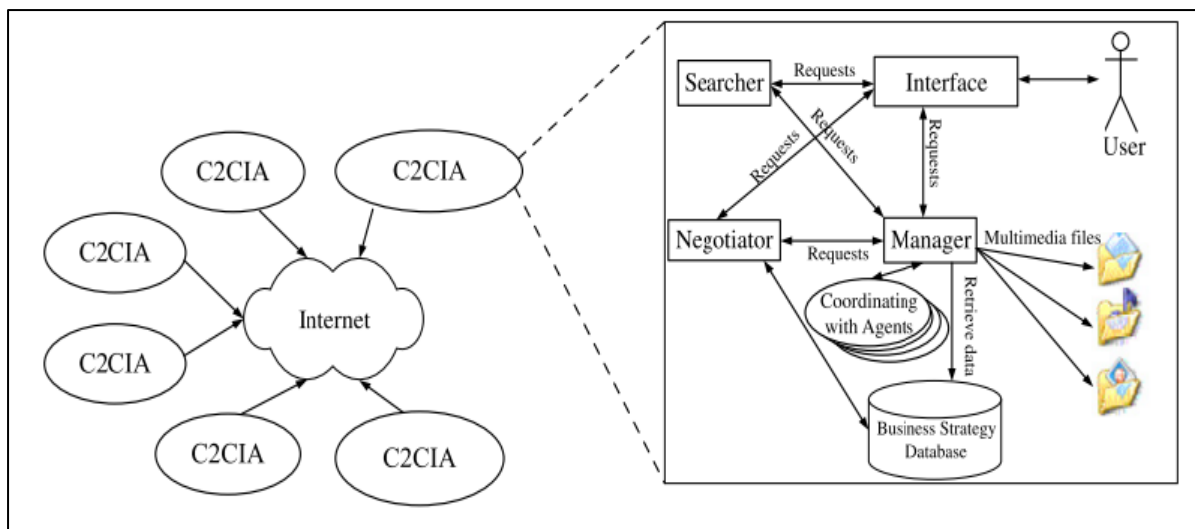 C2CIA
C2CIA
C2CIA
C2CIA
C2CIA
C2CIA
Internet
Searcher
Requests
Interface
User
Requests
Requests
Requests
Negotiator
Requests
Manager
Multimedia files
Coordinating
with Agents
Retrieve data
Business Strategy
Database